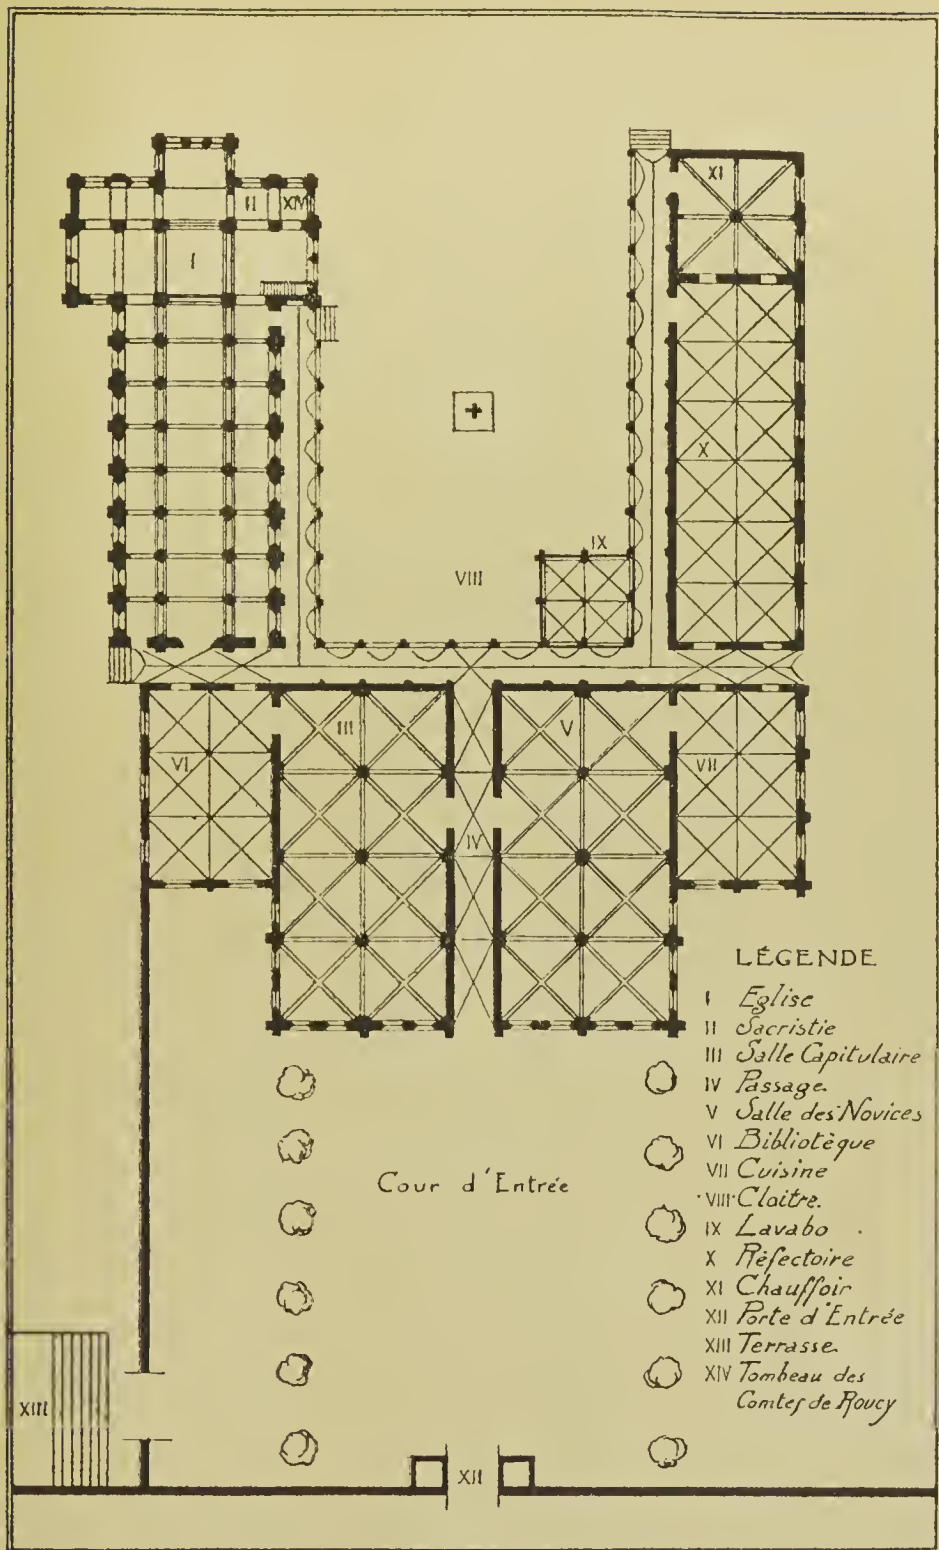 XI
II
XIV
I
X
IX
VIII
III
V
VI
VII
IV
LÉGENDE
I Eglise
II Sacristie
III Salle Capitulaire
IV Passage.
V Salle des Novices
VI Bibliotèque
VII Cuisine
VIII Cloitre.
IX Lavabo
X Réfectoire
XI Chauffoir
XII Porte d'Entrée
XIII Terrasse.
XIV Tombeau des
Comtes de Roucy
Cour d'Entrée
XIII
XII